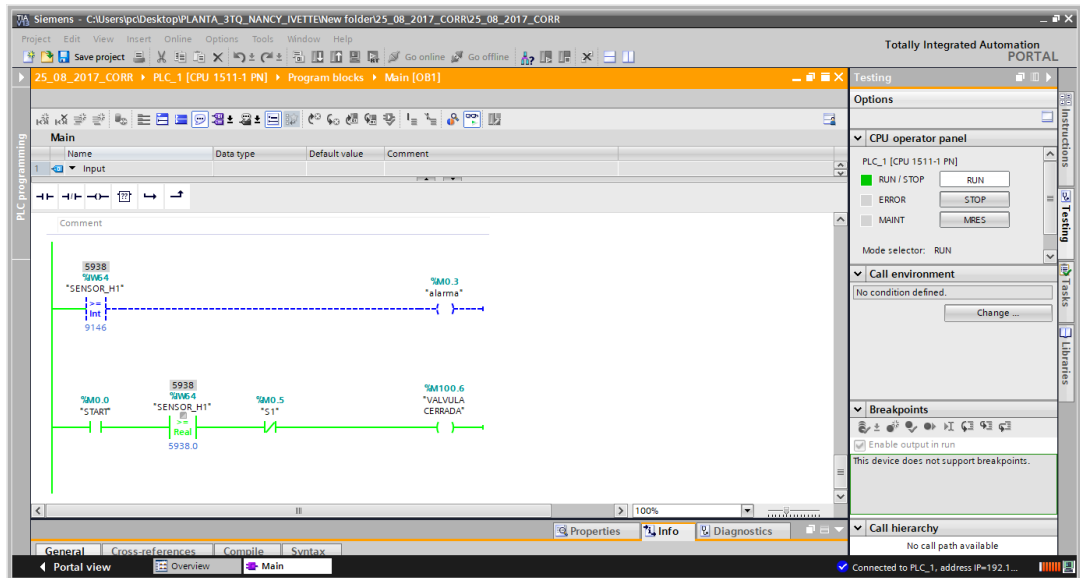 Siemens - C:\Users\pc\Desktop\PLANTA_3TQ_NANCY_IVETTE\New folder\25_08_2017_CORR\25_08_2017_CORR
Project Edit View Insert Online Options Tools Window Help
Totally Integrated Automation
PORTAL
Save project Go online Go offline
25_08_2017_CORR PLC_1 [CPU 1511-1 PN] Program blocks Main [OB1]
Testing
Options
Main
Name Data type Default value Comment
1 Input
PLC programming
Comment
5938
%IW64
"SENSOR_H1"
>=
Int
9146
%M0.3
"alarma"
%M0.0
"START"
5938
%IW64
"SENSOR_H1"
>=
Real
5938.0
%M0.5
"S1"
%M100.6
"VALVULA
CERRADA"
100%
Properties Info Diagnostics
General Cross-references Compile Syntax
Portal view Overview Main
CPU operator panel
PLC_1 [CPU 1511-1 PN]
RUN / STOP RUN
ERROR STOP
MAINT MRES
Mode selector: RUN
Call environment
No condition defined.
Change ...
Breakpoints
Enable output in run
This device does not support breakpoints.
Call hierarchy
No call path available
Instructions
Testing
Tasks
Libraries
Connected to PLC_1, address IP=192.1...